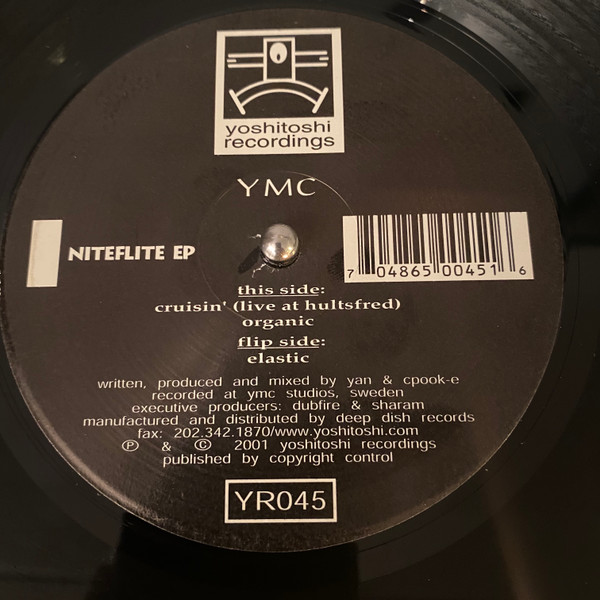 yoshitoshi
recordings
YMC
NITEFLITE EP
7 04865 00451 6
this side:
cruisin' (live at hultsfred)
organic
flip side:
elastic
written, produced and mixed by yan & cpook-e
recorded at ymc studios, sweden
executive producers: dubfire & sharam
manufactured and distributed by deep dish records
fax: 202.342.1870/www.yoshitoshi.com
℗ & © 2001 yoshitoshi recordings
published by copyright control
YR045